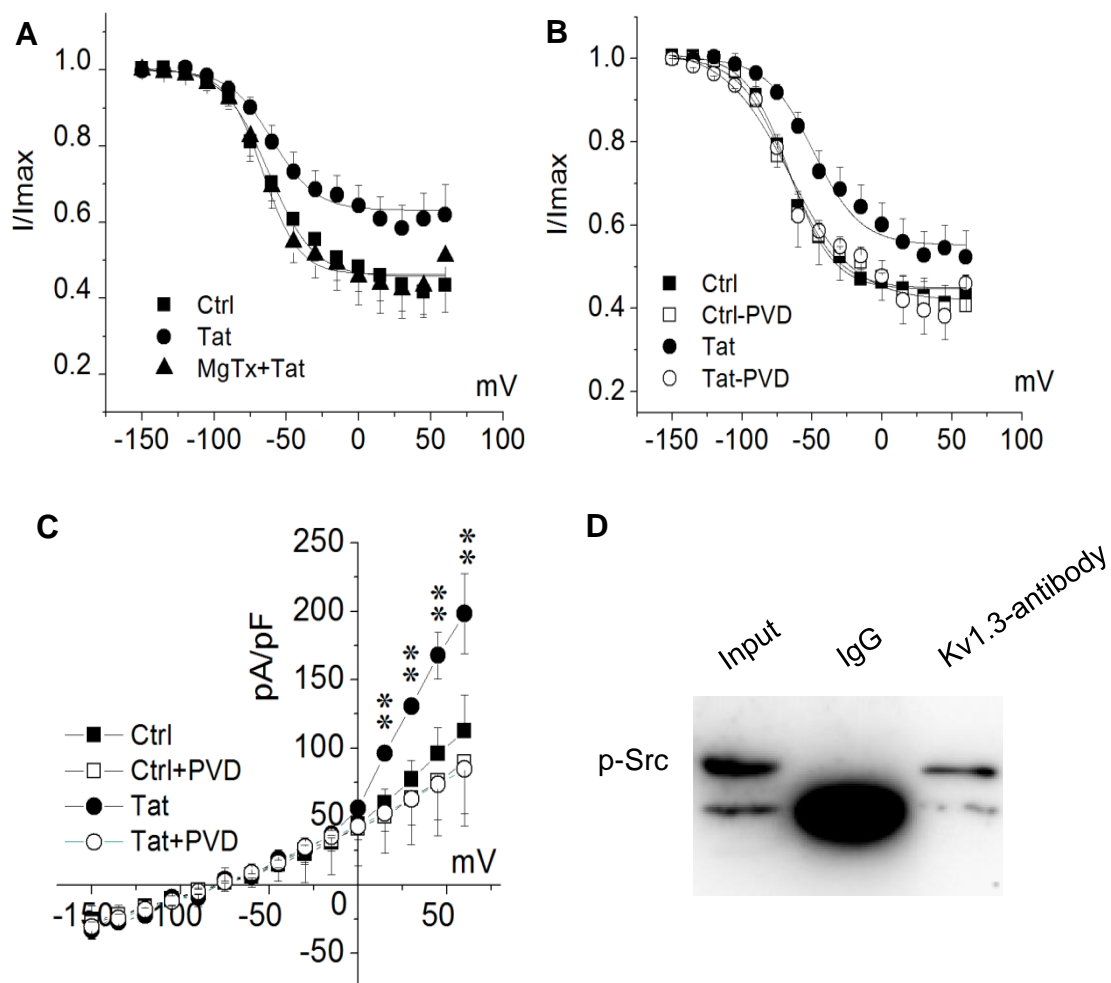 A
I/Imax
1.0
0.8
0.6
0.4
0.2
Ctrl
Tat
MgTx+Tat
mV
-150 -100 -50 0 50 100
B
I/Imax
1.0
0.8
0.6
0.4
0.2
Ctrl
Ctrl-PVD
Tat
Tat-PVD
mV
-150 -100 -50 0 50 100
C
pA/pF
250
200
150
100
50
0
-50
** ** ** **
Ctrl
Ctrl+PVD
Tat
Tat+PVD
mV
-150 -100 -50 50
D
Input IgG Kv1.3-antibody
p-Src